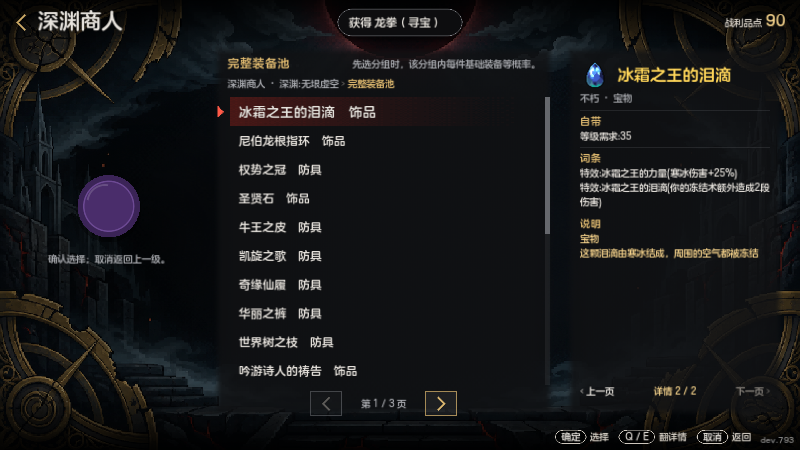 深渊商人
获得 龙拳 ( 寻宝 )
战利品点 90
完整装备池
先选分组时，该分组内每件基础装备等概率。
深渊商人 · 深渊:无垠虚空 › 完整装备池
冰霜之王的泪滴 饰品
尼伯龙根指环 饰品
权势之冠 防具
圣贤石 饰品
牛王之皮 防具
凯旋之歌 防具
奇缘仙履 防具
华丽之裤 防具
世界树之枝 防具
吟游诗人的祷告 饰品
第 1 / 3 页
确认选择；取消返回上一级。
冰霜之王的泪滴
不朽 · 宝物
自带
等级需求:35
词条
特效:冰霜之王的力量(寒冰伤害+25%)
特效:冰霜之王的泪滴(你的冻结术额外造成2段
伤害)
说明
宝物
这颗泪滴由寒冰结成，周围的空气都被冻结
‹ 上一页 详情 2 / 2 下一页 ›
确定 选择 Q / E 翻详情 取消 返回
dev.793